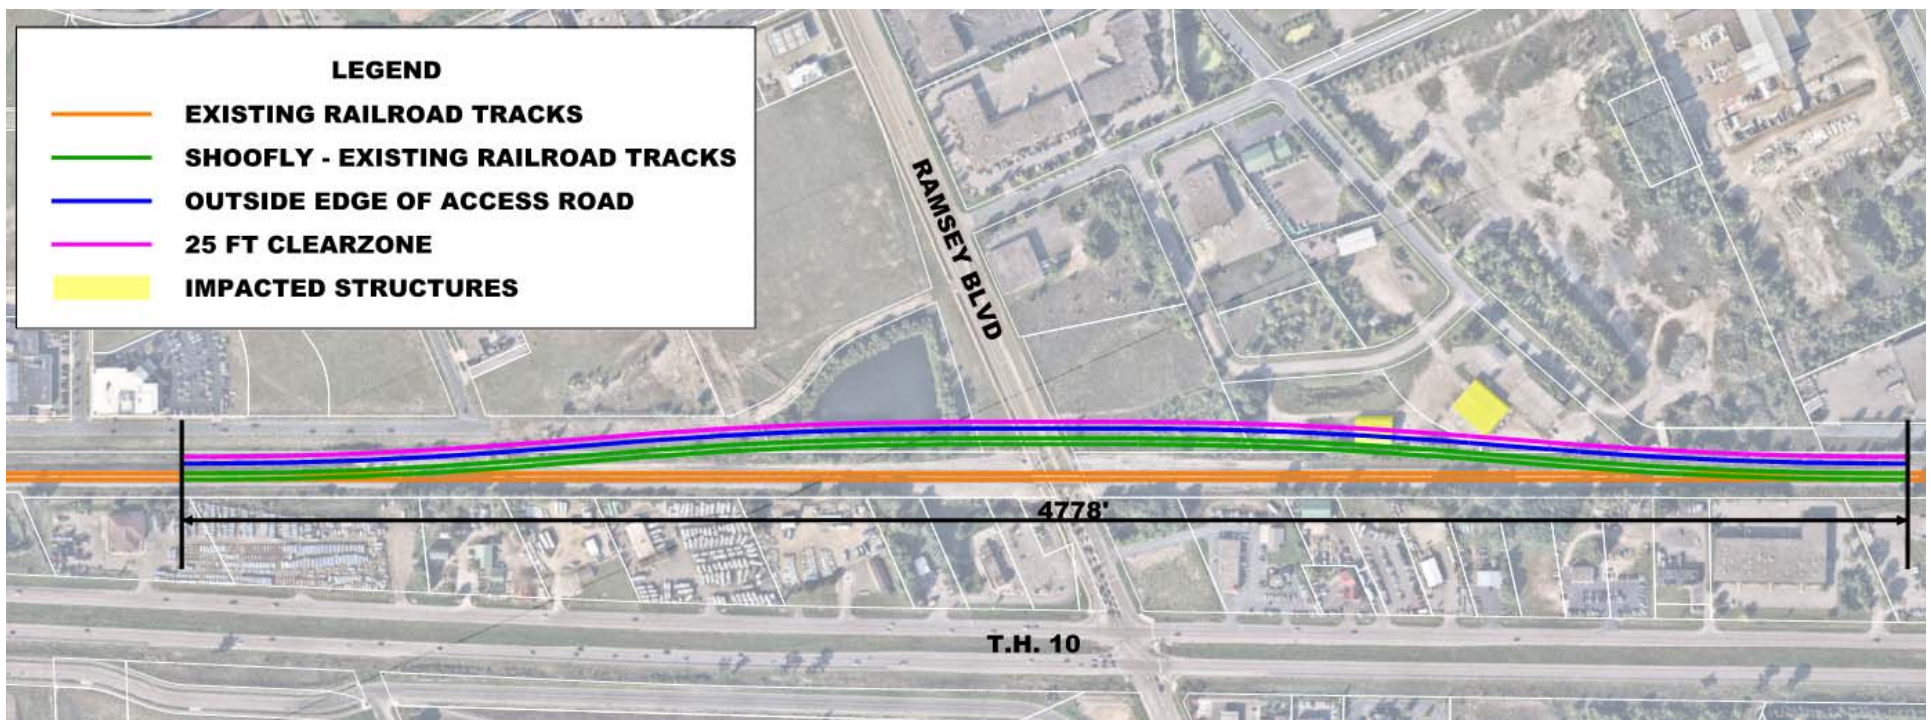 LEGEND
EXISTING RAILROAD TRACKS
SHOOFLY - EXISTING RAILROAD TRACKS
OUTSIDE EDGE OF ACCESS ROAD
25 FT CLEARZONE
IMPACTED STRUCTURES
RAMSEY BLVD
4778'
T.H. 10